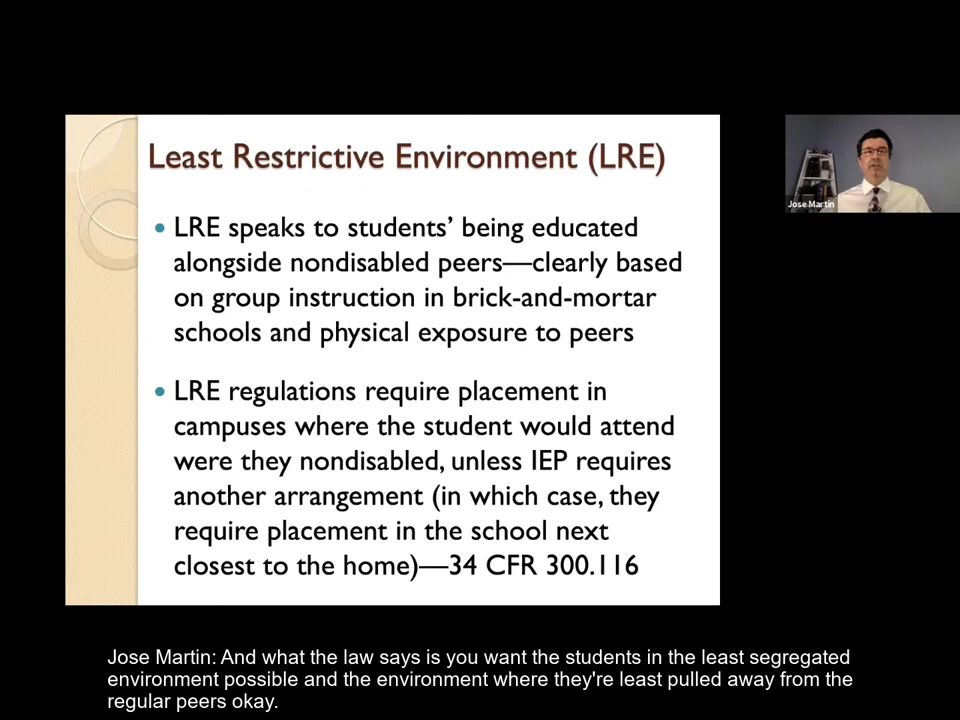 Least Restrictive Environment (LRE)
• LRE speaks to students’ being educated
alongside nondisabled peers—clearly based
on group instruction in brick-and-mortar
schools and physical exposure to peers
• LRE regulations require placement in
campuses where the student would attend
were they nondisabled, unless IEP requires
another arrangement (in which case, they
require placement in the school next
closest to the home)—34 CFR 300.116
Jose Martin
Jose Martin: And what the law says is you want the students in the least segregated
environment possible and the environment where they're least pulled away from the
regular peers okay.